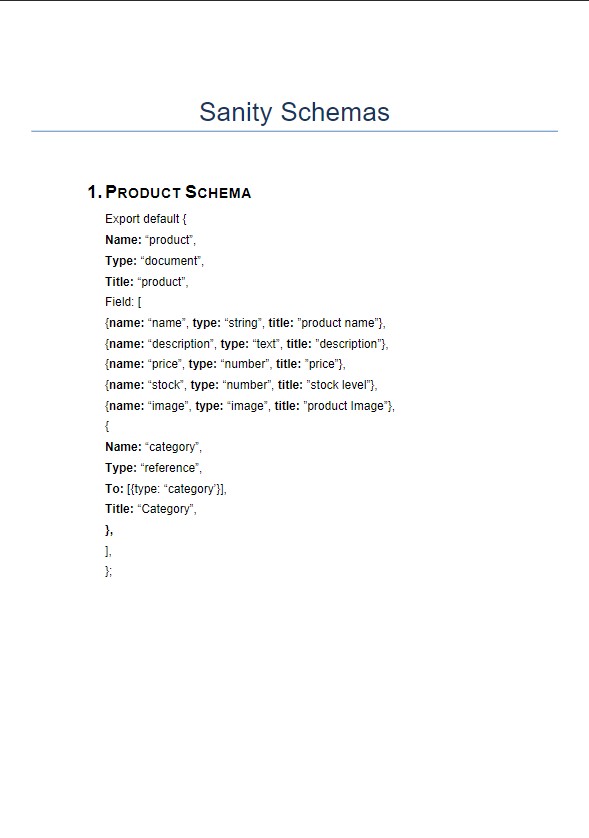 Sanity Schemas
1. PRODUCT SCHEMA
Export default {
Name: “product”,
Type: “document”,
Title: “product”,
Field: [
{name: “name”, type: “string”, title: ”product name”},
{name: “description”, type: “text”, title: ”description”},
{name: “price”, type: “number”, title: ”price”},
{name: “stock”, type: “number”, title: ”stock level”},
{name: “image”, type: “image”, title: ”product Image”},
{
Name: “category”,
Type: “reference”,
To: [{type: “category’}],
Title: “Category”,
},
],
};